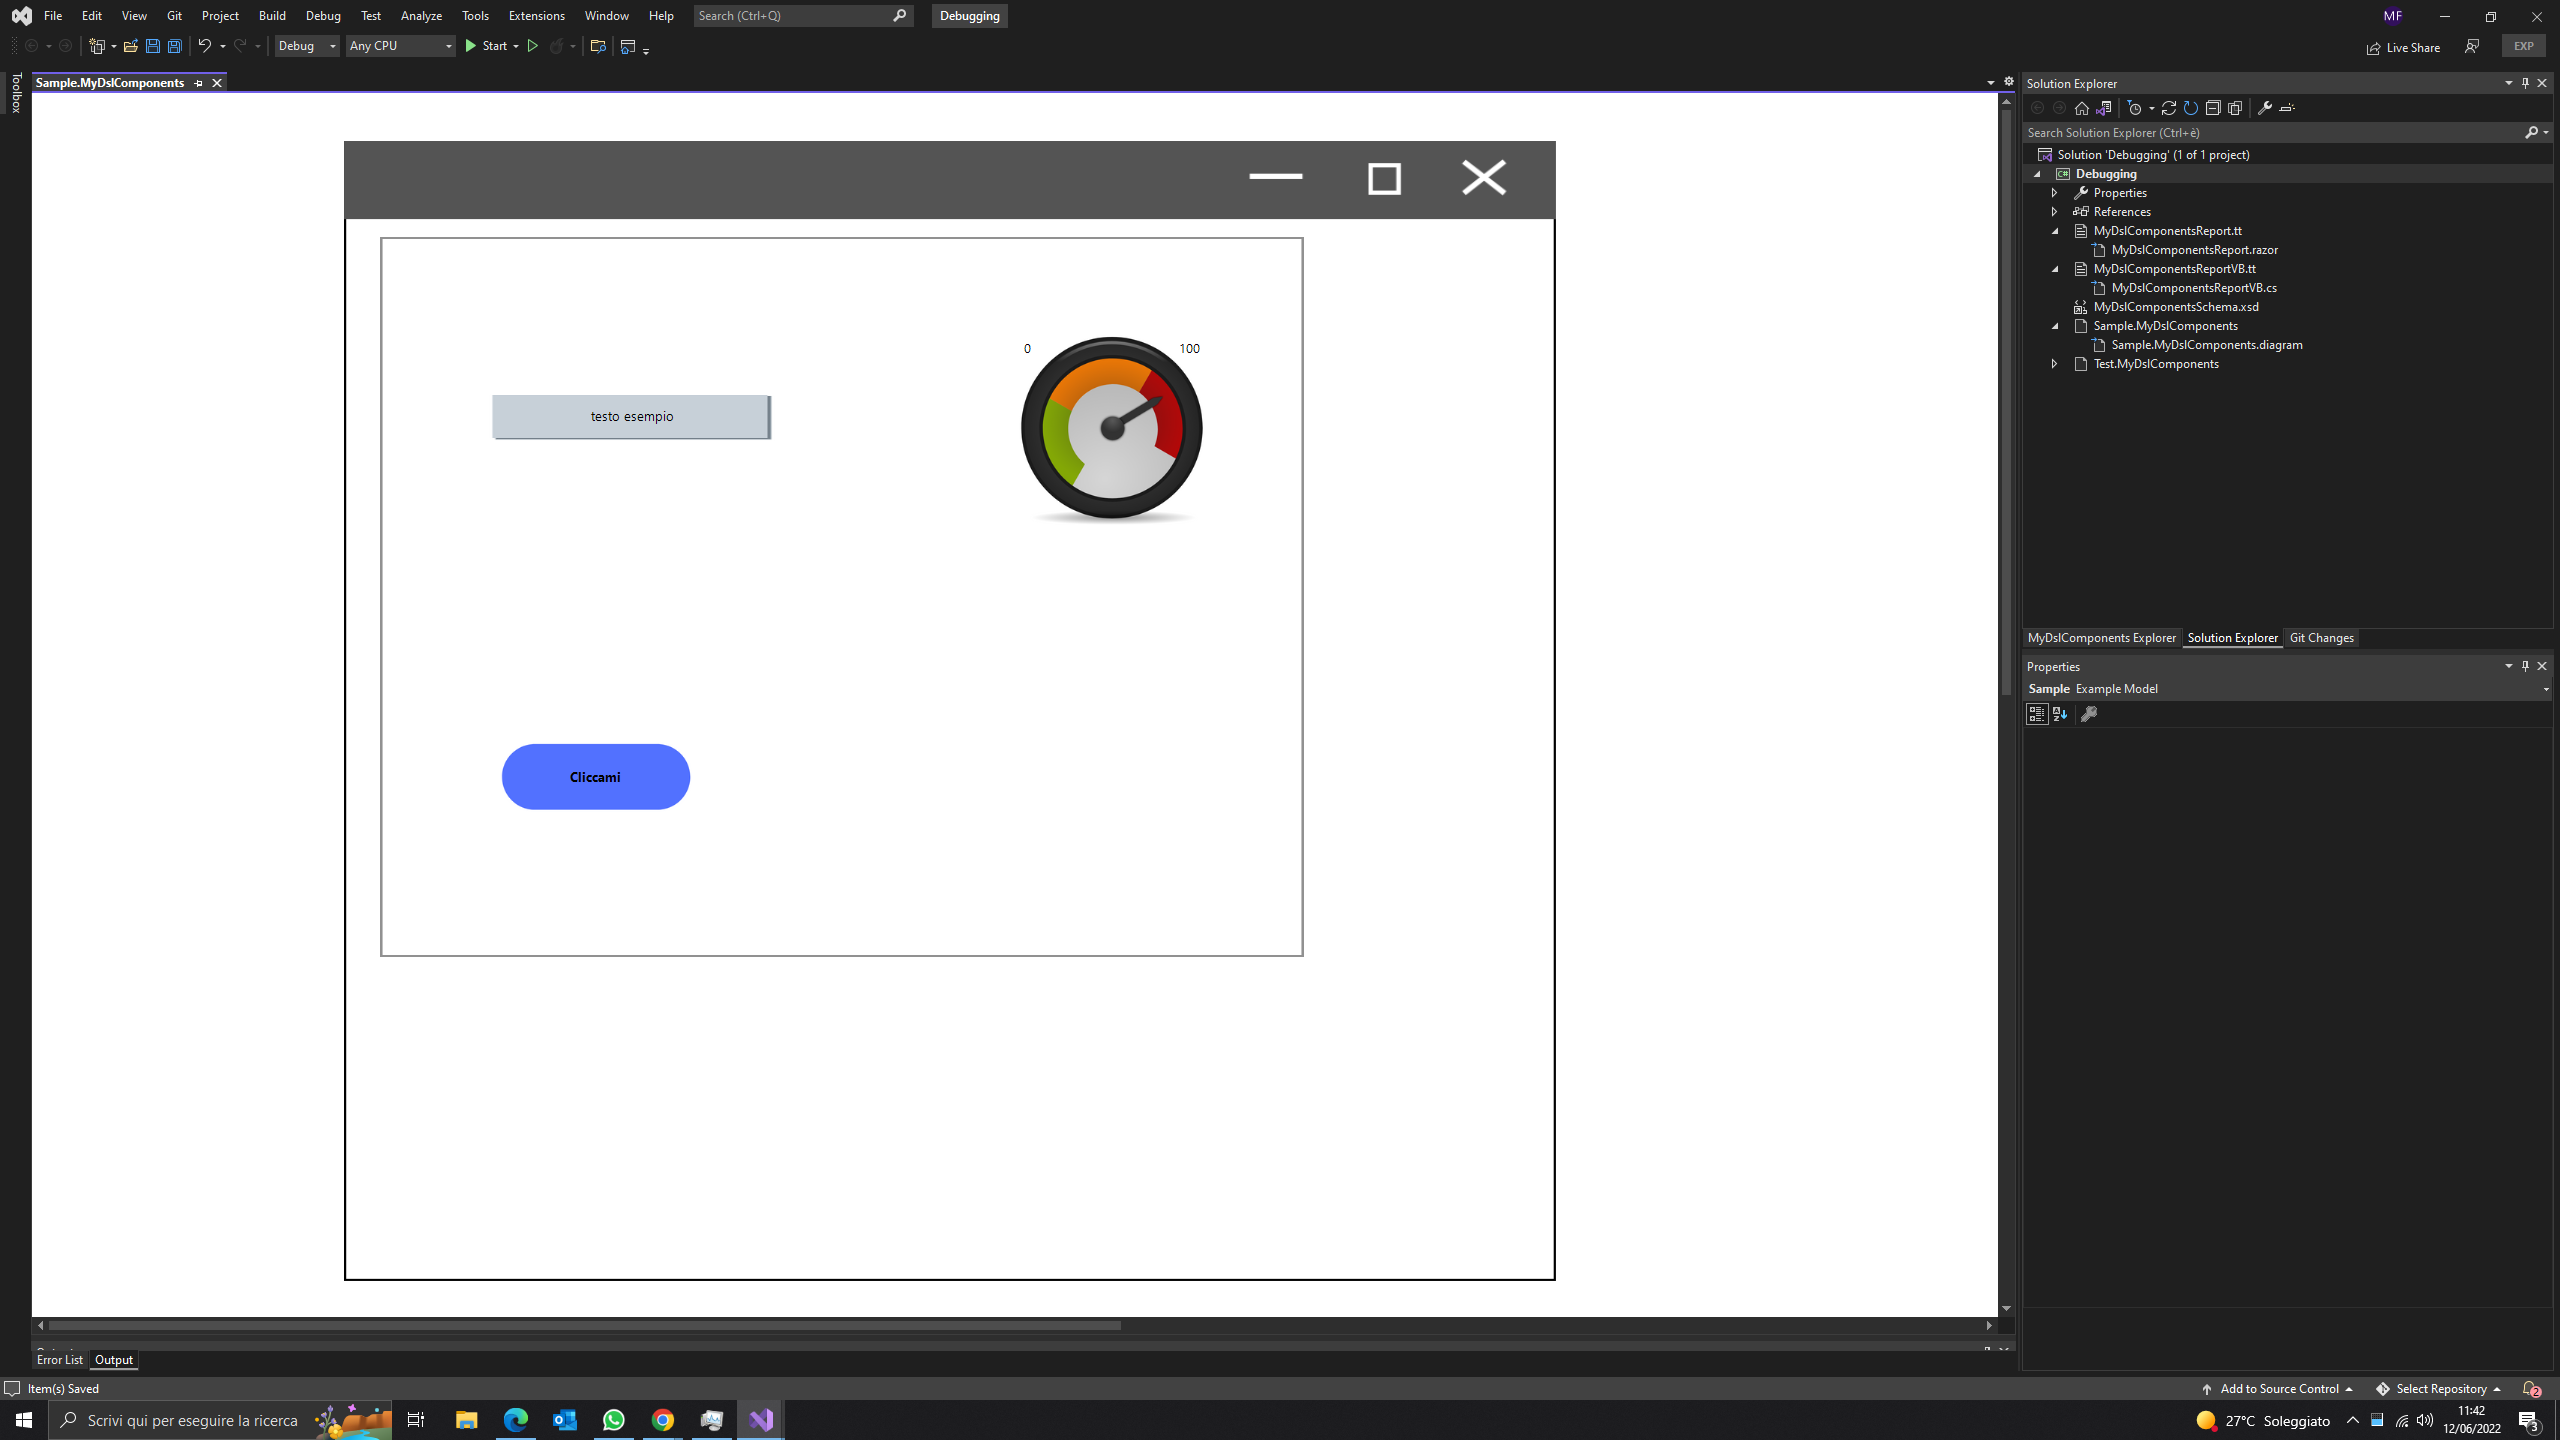 File Edit View Git Project Build Debug Test Analyze Tools Extensions Window Help Search (Ctrl+Q) Debugging MF
Debug Any CPU Start Live Share EXP
Toolbox
Sample.MyDslComponents
testo esempio
0 100
Cliccami
Solution Explorer
Search Solution Explorer (Ctrl+è)
Solution 'Debugging' (1 of 1 project)
C# Debugging
Properties
References
MyDslComponentsReport.tt
MyDslComponentsReport.razor
MyDslComponentsReportVB.tt
MyDslComponentsReportVB.cs
MyDslComponentsSchema.xsd
Sample.MyDslComponents
Sample.MyDslComponents.diagram
Test.MyDslComponents
MyDslComponents Explorer Solution Explorer Git Changes
Properties
Sample Example Model
Error List Output
Item(s) Saved Add to Source Control Select Repository 2
Scrivi qui per eseguire la ricerca 27°C Soleggiato 11:42
12/06/2022 3